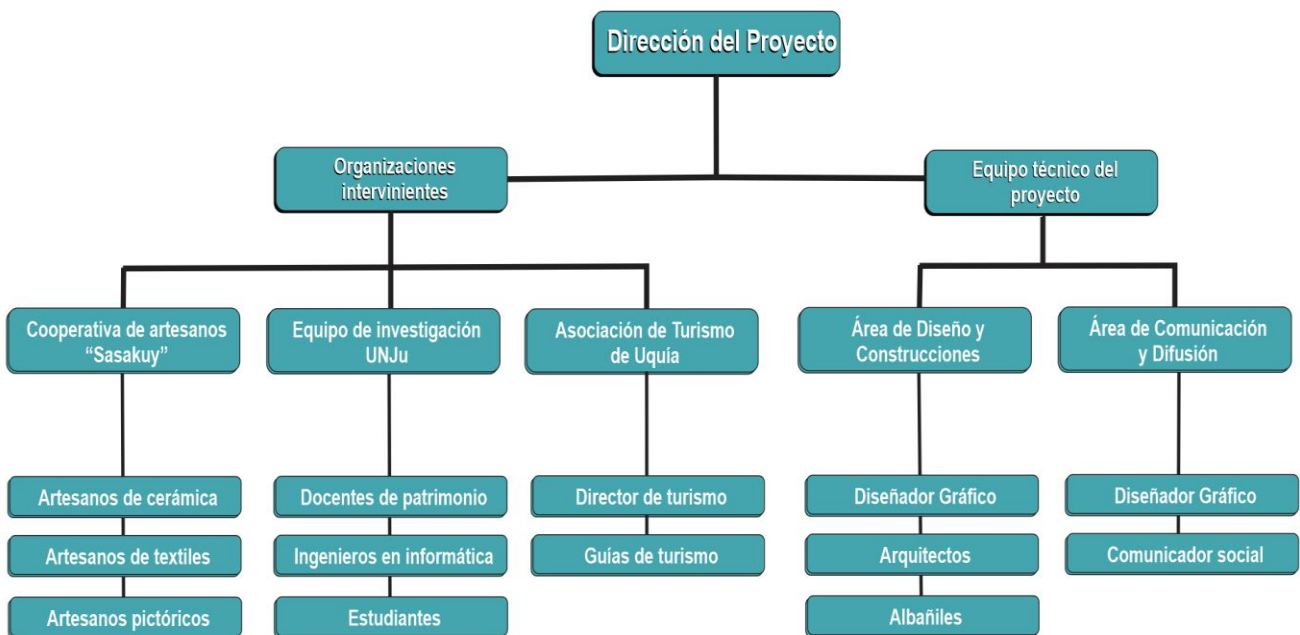 Dirección del Proyecto
Organizaciones
intervinientes
Equipo técnico del
proyecto
Cooperativa de artesanos
“Sasakuy”
Equipo de investigación
UNJu
Asociación de Turismo
de Uquía
Área de Diseño y
Construcciones
Área de Comunicación
y Difusión
Artesanos de cerámica
Artesanos de textiles
Artesanos pictóricos
Docentes de patrimonio
Ingenieros en informática
Estudiantes
Director de turismo
Guías de turismo
Diseñador Gráfico
Arquitectos
Albañiles
Diseñador Gráfico
Comunicador social